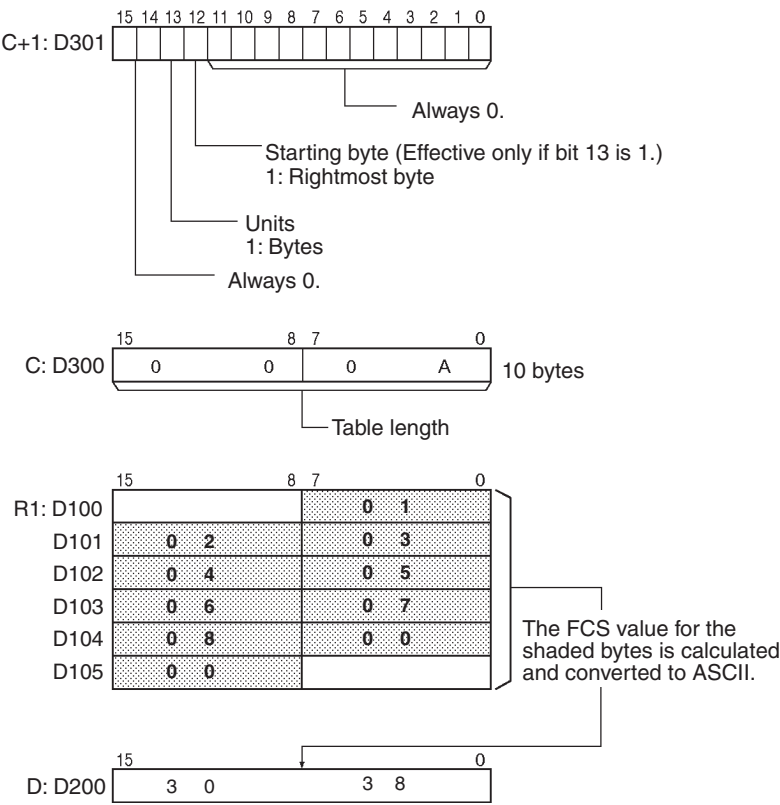 15 14 13 12 11 10 9 8 7 6 5 4 3 2 1 0
C+1: D301
Always 0.
Starting byte (Effective only if bit 13 is 1.)
1: Rightmost byte
Units
1: Bytes
Always 0.
15 8 7 0
C: D300 0 0 0 A 10 bytes
Table length
15 8 7 0
R1: D100 0 1
D101 0 2 0 3
D102 0 4 0 5
D103 0 6 0 7
D104 0 8 0 0
D105 0 0
The FCS value for the
shaded bytes is calculated
and converted to ASCII.
15 0
D: D200 3 0 3 8